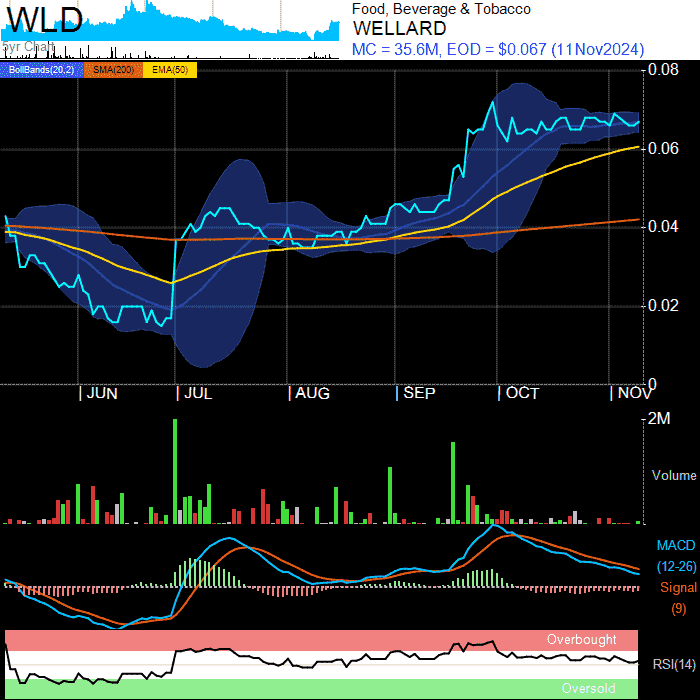 WLD
5yr Chart
Food, Beverage & Tobacco
WELLARD
MC = 35.6M, EOD = $0.067 (11Nov2024)
BollBands(20,2) SMA(200) EMA(50)
0.08
0.06
0.04
0.02
0
JUN JUL AUG SEP OCT NOV
2M
Volume
MACD
(12-26)
Signal
(9)
Overbought
RSI(14)
Oversold